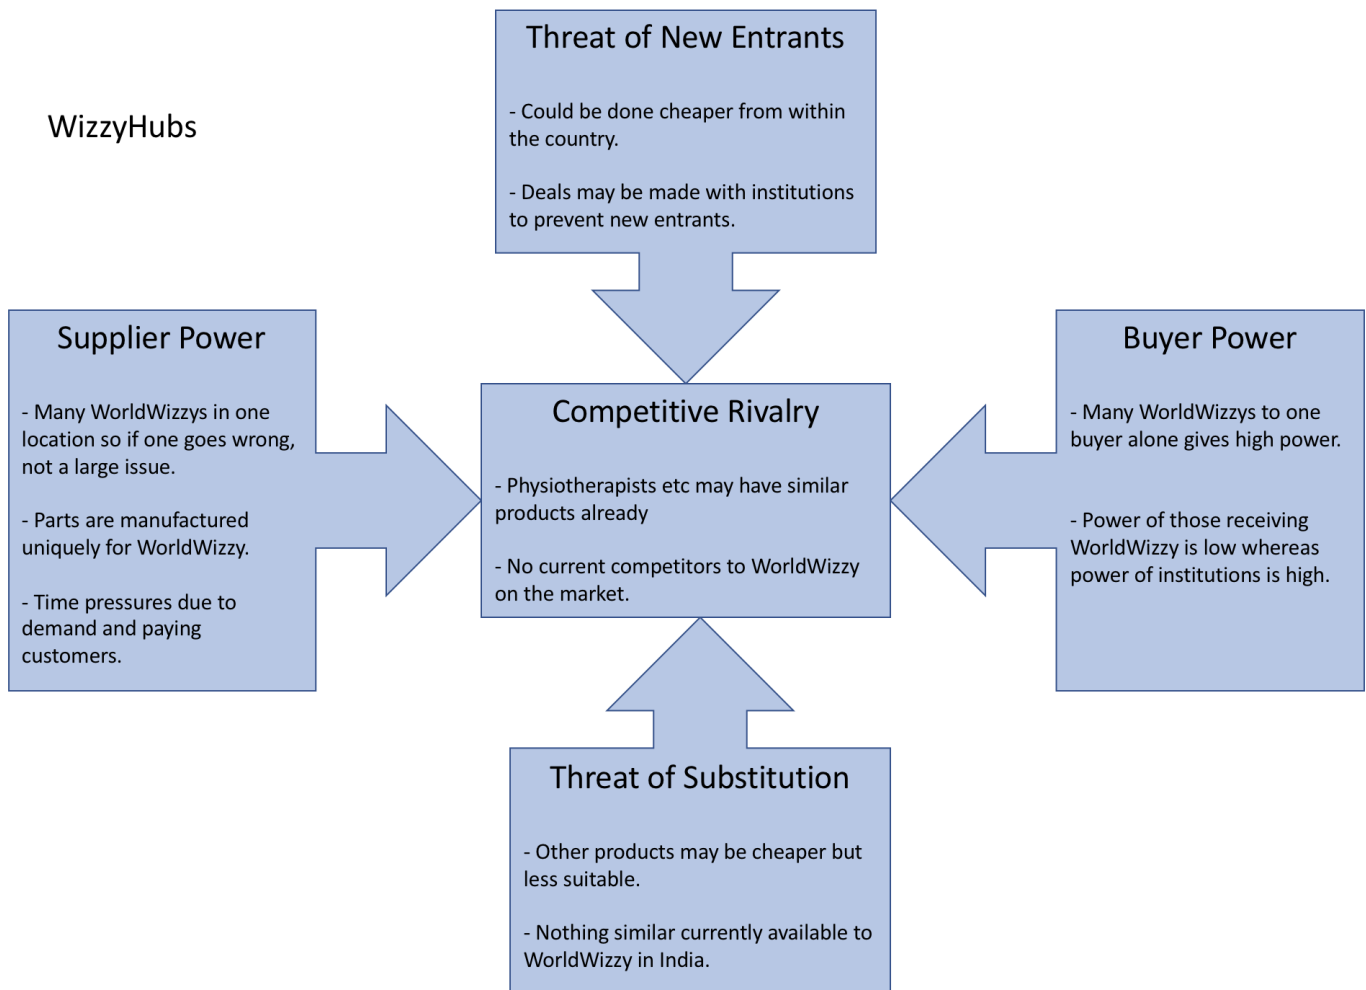 WizzyHubs
Threat of New Entrants
- Could be done cheaper from within
the country.
- Deals may be made with institutions
to prevent new entrants.
Supplier Power
- Many WorldWizzys in one
location so if one goes wrong,
not a large issue.
- Parts are manufactured
uniquely for WorldWizzy.
- Time pressures due to
demand and paying
customers.
Competitive Rivalry
- Physiotherapists etc may have similar
products already
- No current competitors to WorldWizzy
on the market.
Buyer Power
- Many WorldWizzys to one
buyer alone gives high power.
- Power of those receiving
WorldWizzy is low whereas
power of institutions is high.
Threat of Substitution
- Other products may be cheaper but
less suitable.
- Nothing similar currently available to
WorldWizzy in India.